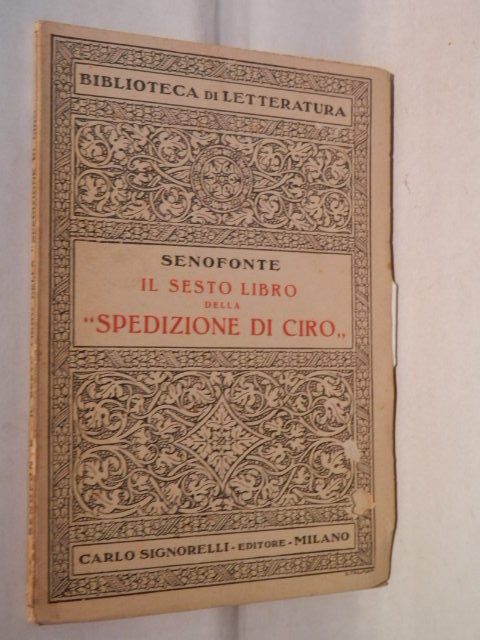 BIBLIOTECA DI LETTERATURA
SENOFONTE
IL SESTO LIBRO
DELLA
"SPEDIZIONE DI CIRO„
CARLO SIGNORELLI - EDITORE - MILANO